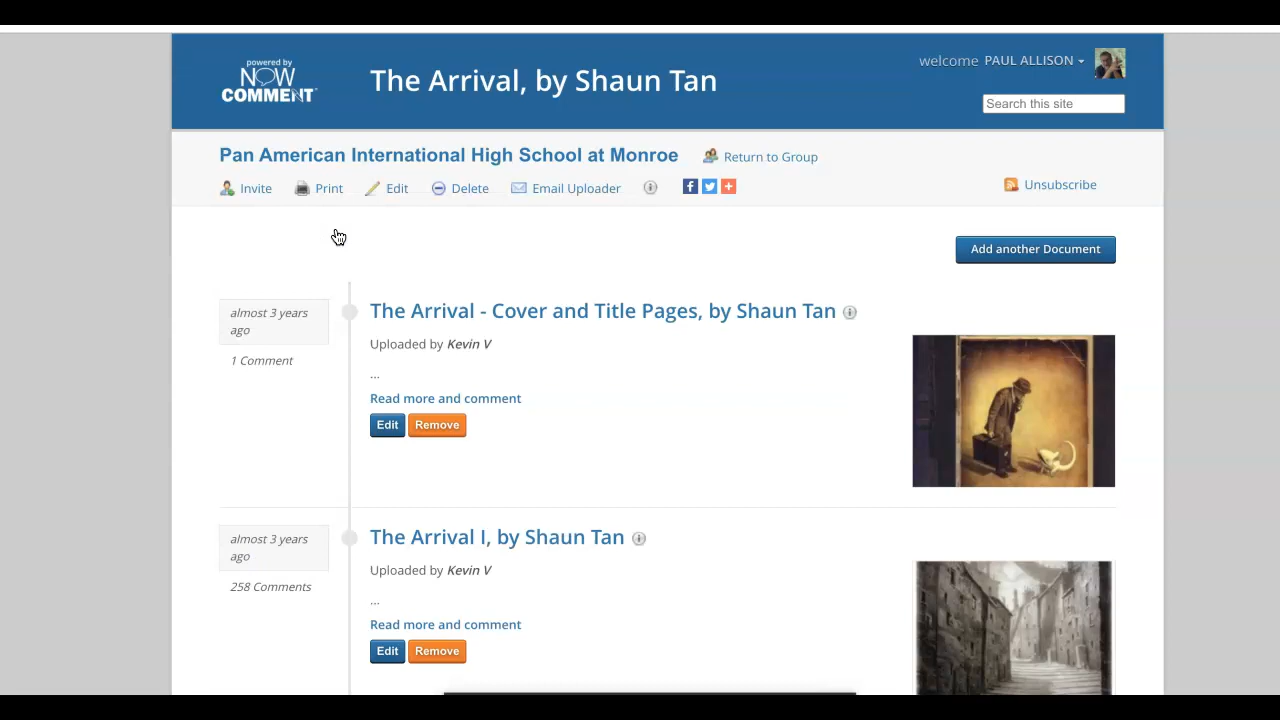 powered by
NOW
COMMENT
The Arrival, by Shaun Tan
welcome PAUL ALLISON
Search this site
Pan American International High School at Monroe
Return to Group
Invite
Print
Edit
Delete
Email Uploader
Unsubscribe
Add another Document
almost 3 years
ago
1 Comment
The Arrival - Cover and Title Pages, by Shaun Tan
Uploaded by Kevin V
...
Read more and comment
Edit
Remove
almost 3 years
ago
258 Comments
The Arrival I, by Shaun Tan
Uploaded by Kevin V
...
Read more and comment
Edit
Remove